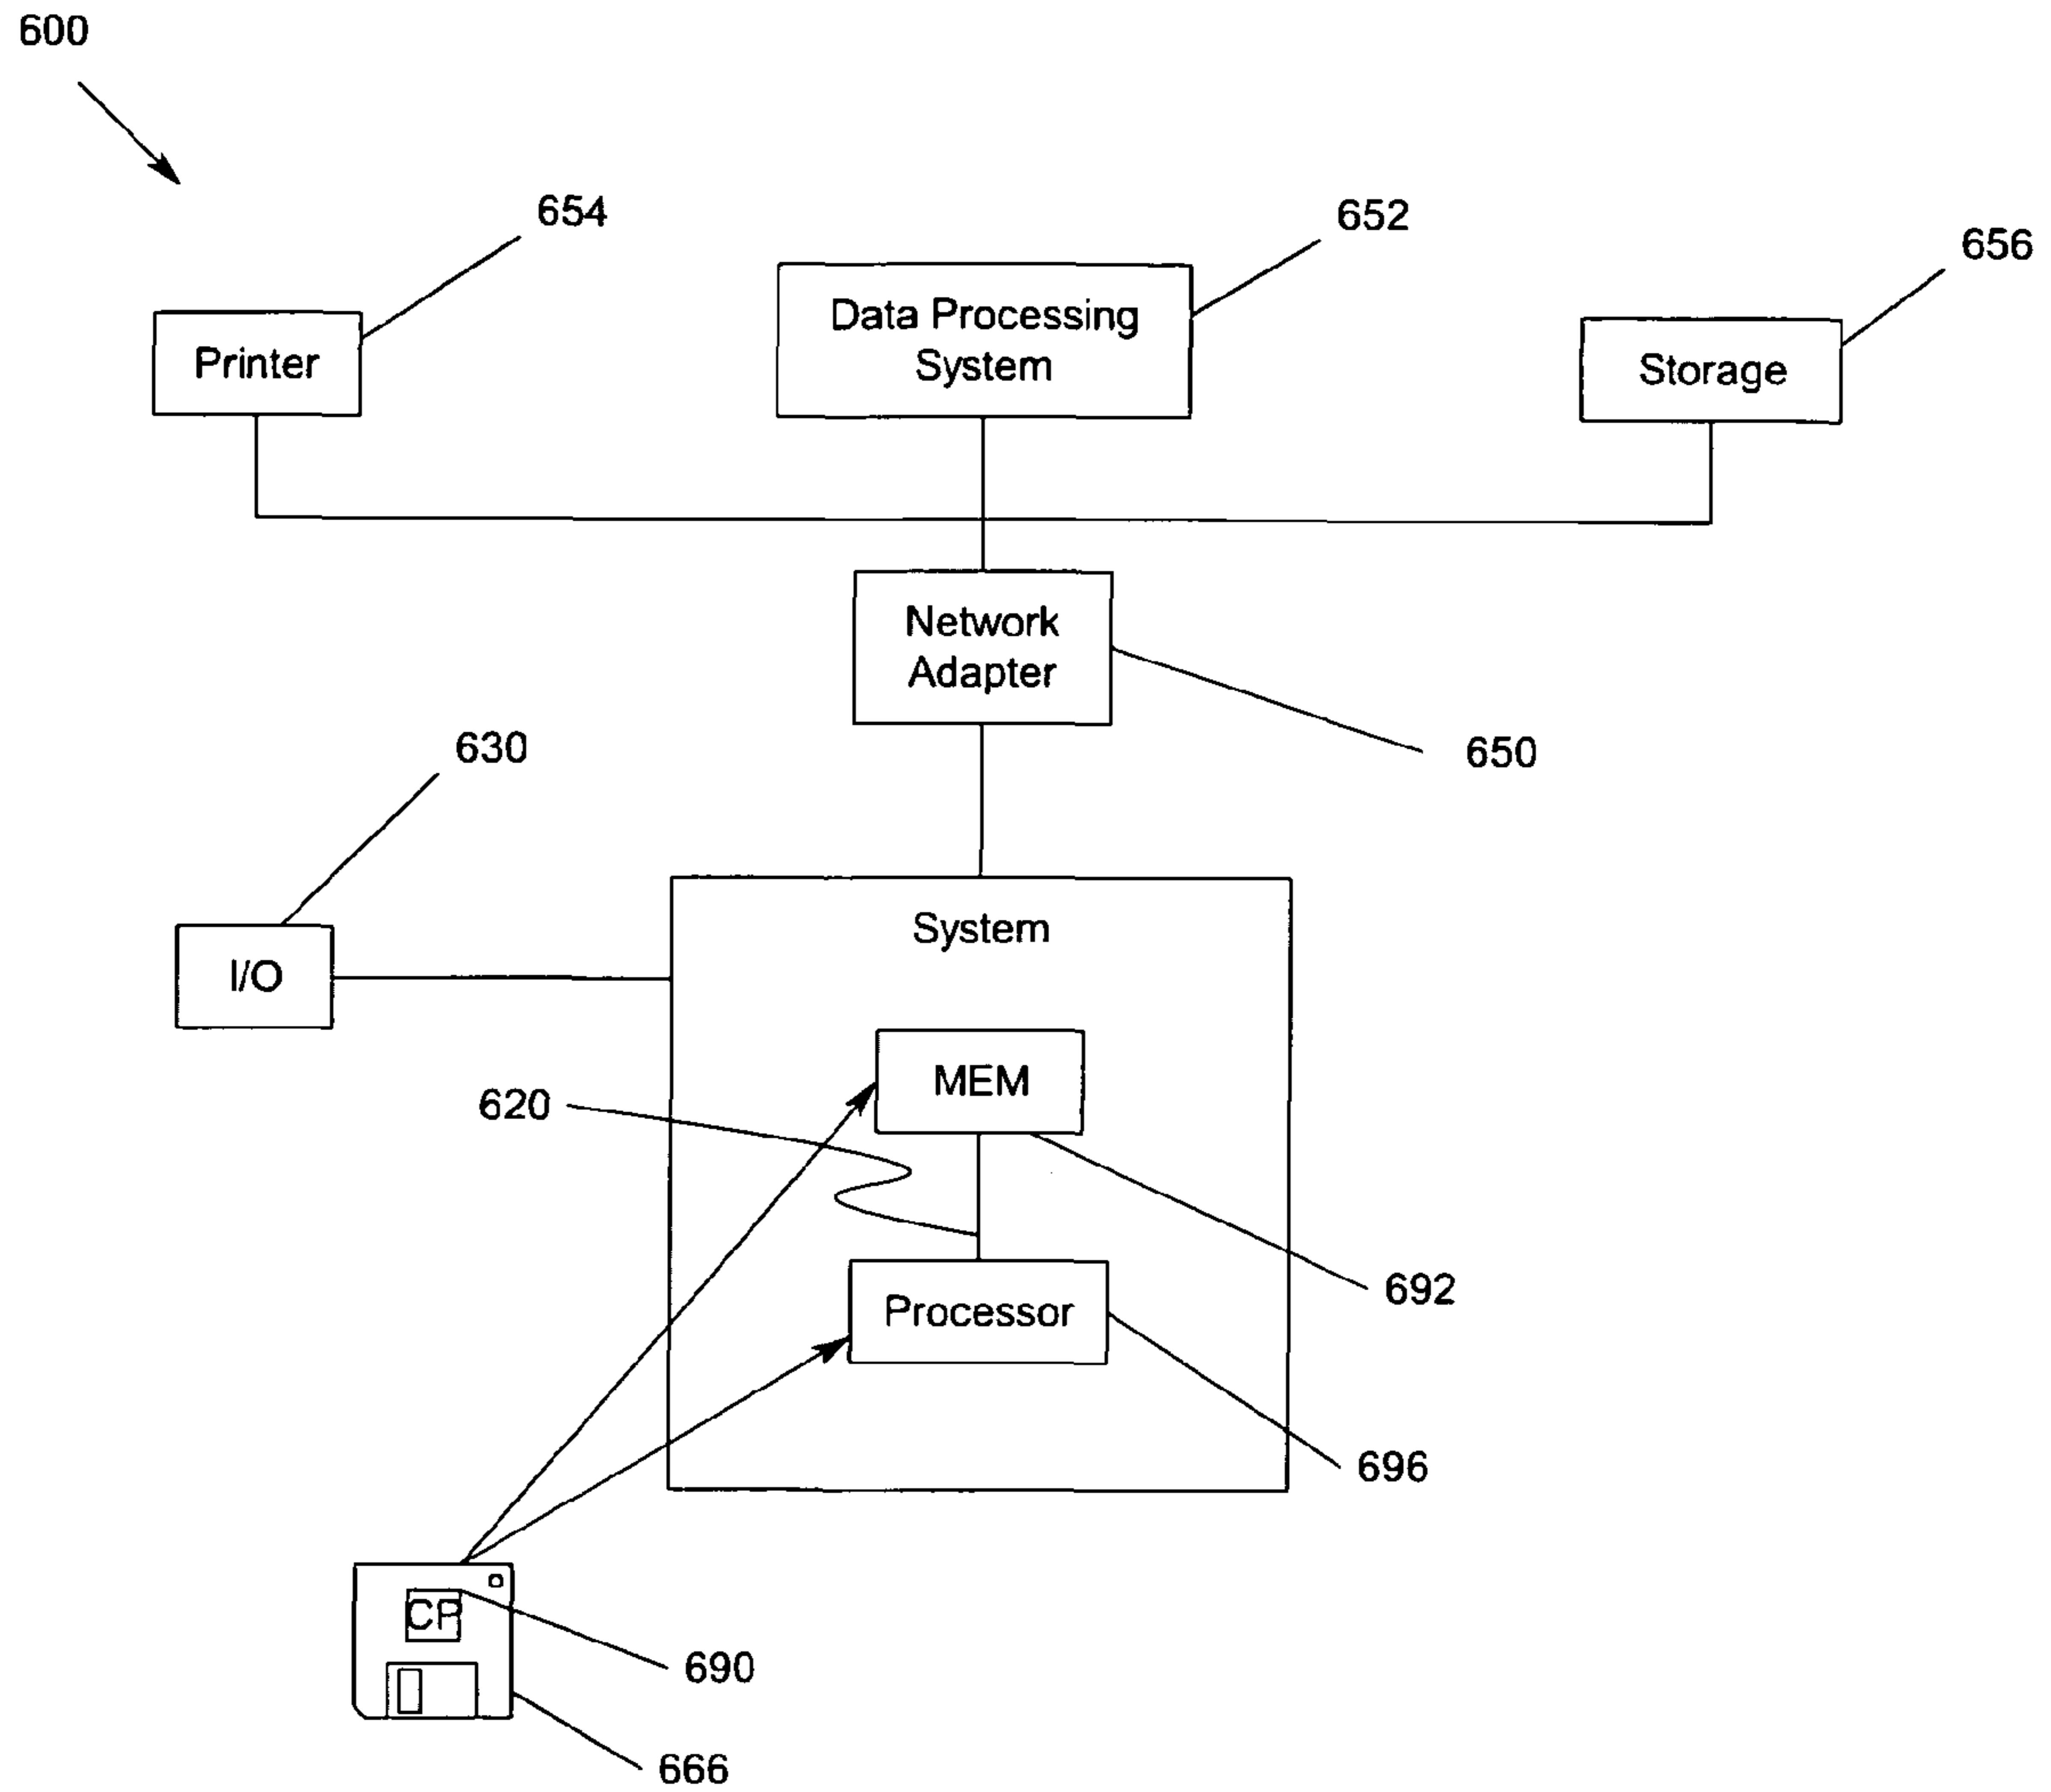 600
654
652
656
Printer
Data Processing
System
Storage
Network
Adapter
650
630
System
I/O
MEM
620
692
Processor
696
CP
690
666